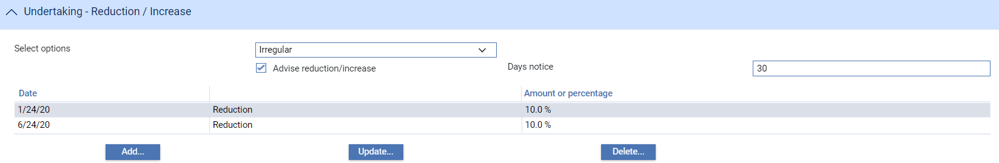 Undertaking - Reduction / Increase
Select options
Irregular
Advise reduction/increase
Days notice
30
Date
Amount or percentage
1/24/20 Reduction 10.0 %
6/24/20 Reduction 10.0 %
Add... Update... Delete...